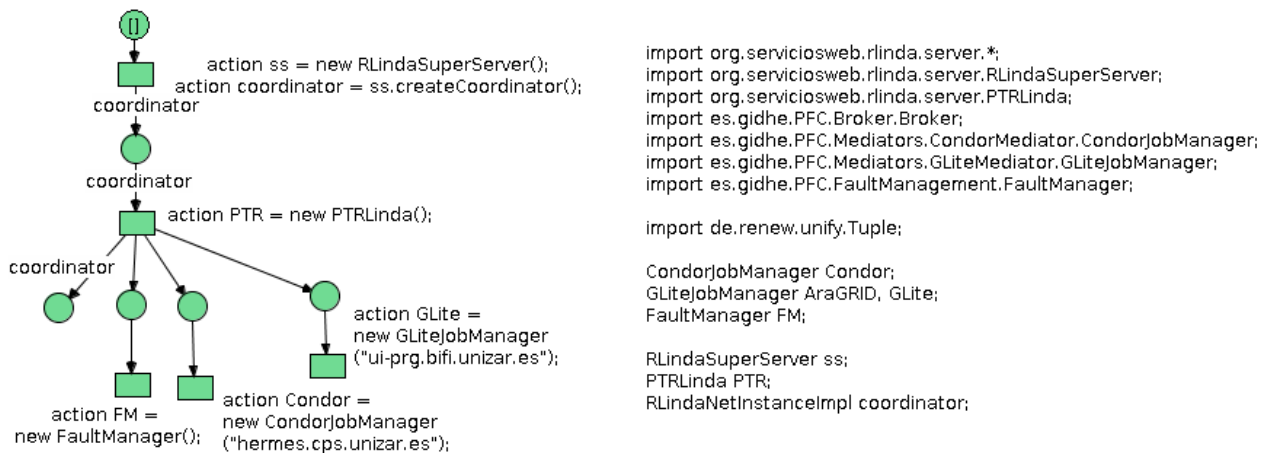 []
action ss = new RLindaSuperServer();
action coordinator = ss.createCoordinator();
coordinator
coordinator
action PTR = new PTRLinda();
coordinator
action GLite =
new GLiteJobManager
("ui-prg.bifi.unizar.es");
action FM =
new FaultManager();
action Condor =
new CondorJobManager
("hermes.cps.unizar.es");
import org.serviciosweb.rlinda.server.*;
import org.serviciosweb.rlinda.server.RLindaSuperServer;
import org.serviciosweb.rlinda.server.PTRLinda;
import es.gidhe.PFC.Broker.Broker;
import es.gidhe.PFC.Mediators.CondorMediator.CondorJobManager;
import es.gidhe.PFC.Mediators.GLiteMediator.GLiteJobManager;
import es.gidhe.PFC.FaultManagement.FaultManager;
import de.renew.unify.Tuple;
CondorJobManager Condor;
GLiteJobManager AraGRID, GLite;
FaultManager FM;
RLindaSuperServer ss;
PTRLinda PTR;
RLindaNetInstanceImpl coordinator;